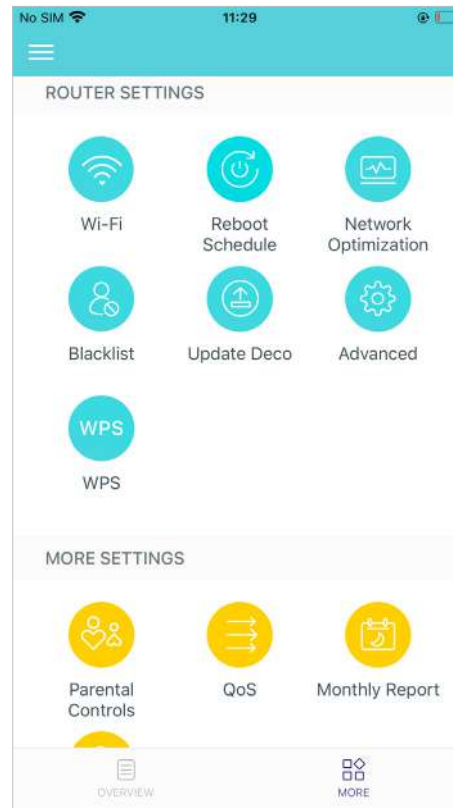 No SIM 11:29
ROUTER SETTINGS
Wi-Fi Reboot Network
Schedule Optimization
Blacklist Update Deco Advanced
WPS
WPS
MORE SETTINGS
Parental QoS Monthly Report
Controls
OVERVIEW MORE